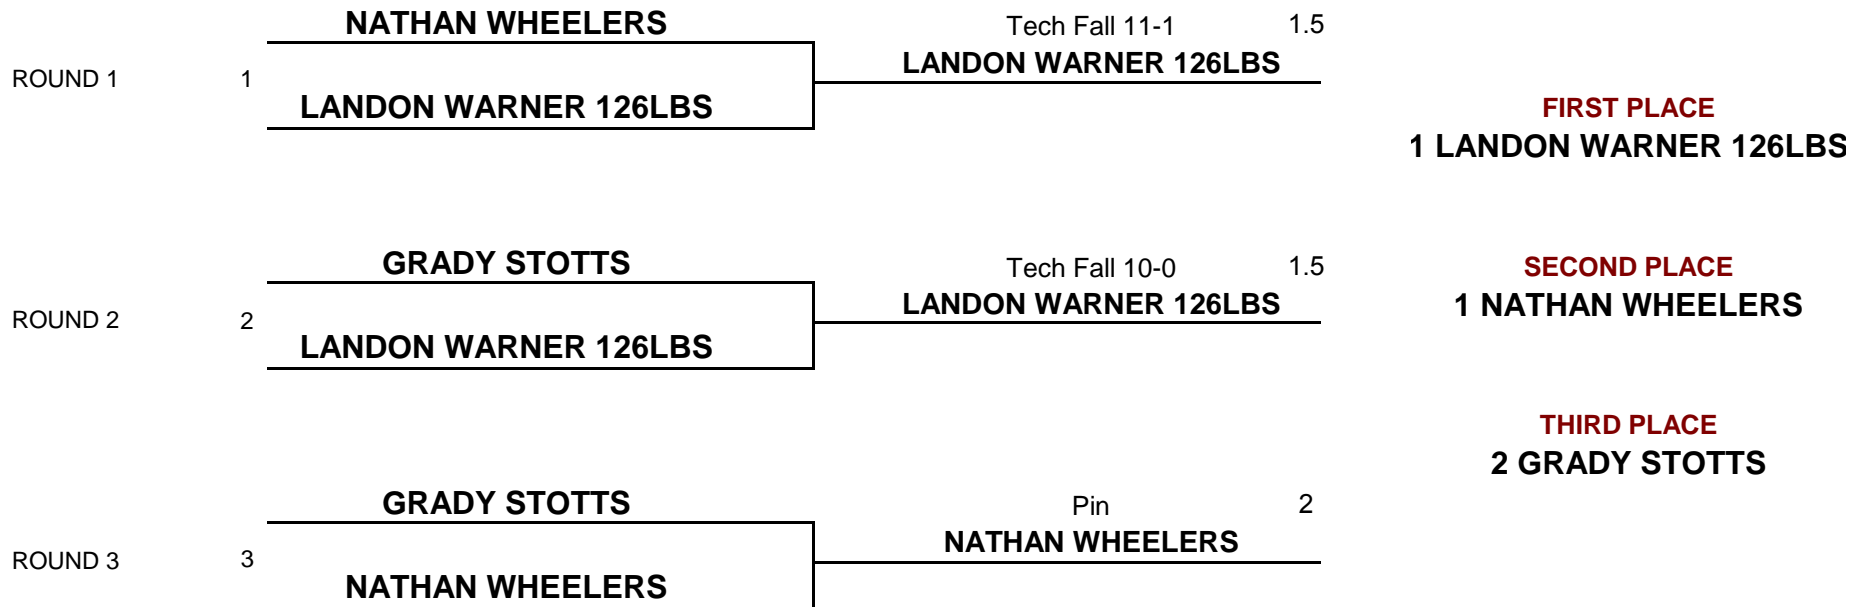 NATHAN WHEELERS
Tech Fall 11-1 1.5
LANDON WARNER 126LBS
ROUND 1 1
LANDON WARNER 126LBS
FIRST PLACE
1 LANDON WARNER 126LBS
GRADY STOTTS
Tech Fall 10-0 1.5
SECOND PLACE
LANDON WARNER 126LBS
1 NATHAN WHEELERS
ROUND 2 2
LANDON WARNER 126LBS
THIRD PLACE
2 GRADY STOTTS
GRADY STOTTS
Pin 2
NATHAN WHEELERS
ROUND 3 3
NATHAN WHEELERS